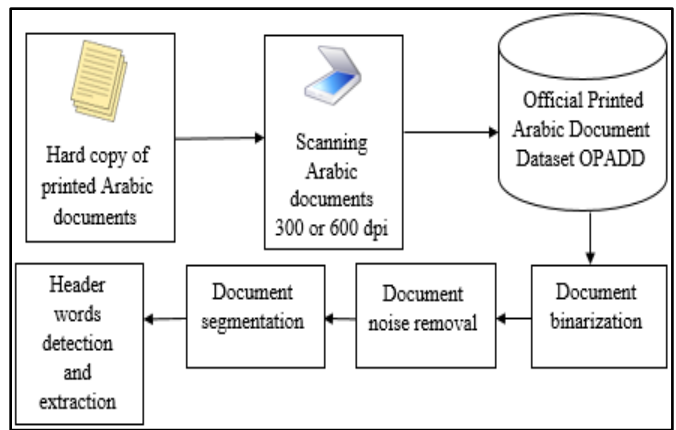 Hard copy of
printed Arabic
documents
Scanning
Arabic
documents
300 or 600 dpi
Official Printed
Arabic Document
Dataset OPADD
Document
binarization
Document
noise removal
Document
segmentation
Header
words
detection
and
extraction